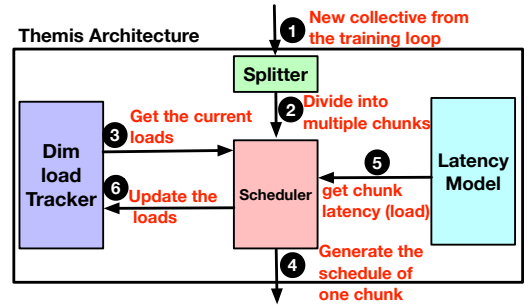 Themis Architecture
1
New collective from
the training loop
Splitter
2
Divide into
multiple chunks
Dim
load
Tracker
3
Get the current
loads
Scheduler
5
get chunk
latency (load)
Latency
Model
6
Update the
loads
4
Generate the
schedule of
one chunk